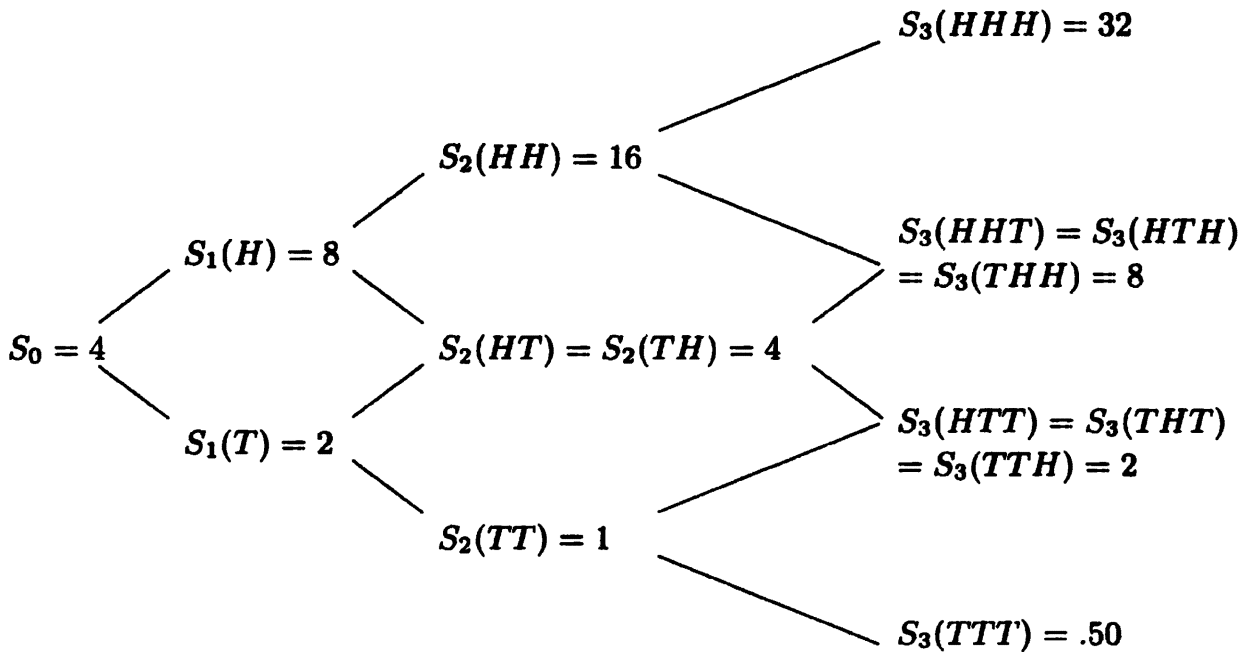 S₃(HHH) = 32
S₂(HH) = 16
S₃(HHT) = S₃(HTH)
= S₃(THH) = 8
S₁(H) = 8
S₀ = 4
S₂(HT) = S₂(TH) = 4
S₁(T) = 2
S₃(HTT) = S₃(THT)
= S₃(TTH) = 2
S₂(TT) = 1
S₃(TTT) = .50